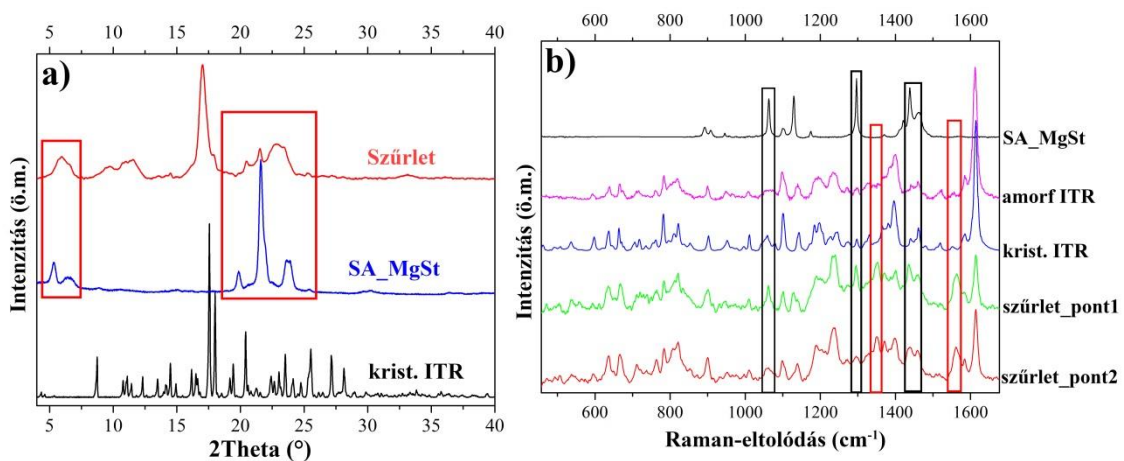 5 10 15 20 25 30 35 40
a)
Szűrlet
SA_MgSt
krist. ITR
Intenzitás (ö.m.)
5 10 15 20 25 30 35 40
2Theta (°)
600 800 1000 1200 1400 1600
b)
SA_MgSt
amorf ITR
krist. ITR
szűrlet_pont1
szűrlet_pont2
Intenzitás (ö.m.)
600 800 1000 1200 1400 1600
Raman-eltolódás (cm⁻¹)